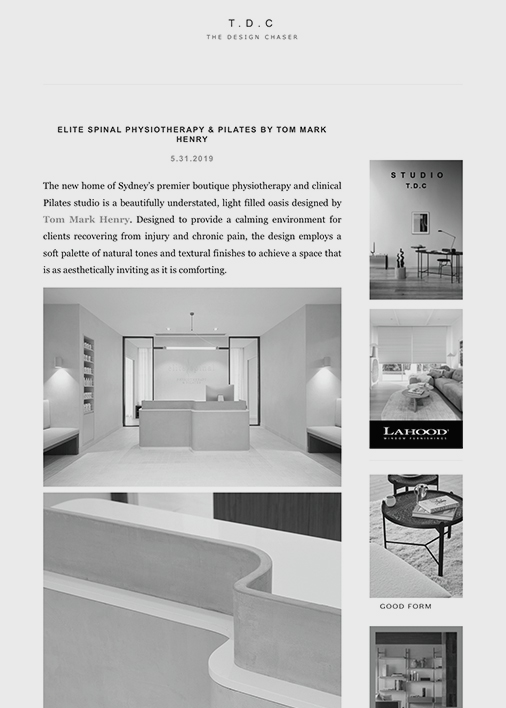 T.D.C
THE DESIGN CHASER
ELITE SPINAL PHYSIOTHERAPY & PILATES BY TOM MARK
HENRY
5.31.2019
The new home of Sydney's premier boutique physiotherapy and clinical
Pilates studio is a beautifully understated, light filled oasis designed by
Tom Mark Henry. Designed to provide a calming environment for
clients recovering from injury and chronic pain, the design employs a
soft palette of natural tones and textural finishes to achieve a space that
is as aesthetically inviting as it is comforting.
STUDIO
T.D.C
LAHOOD
WINDOW FURNISHINGS
GOOD FORM